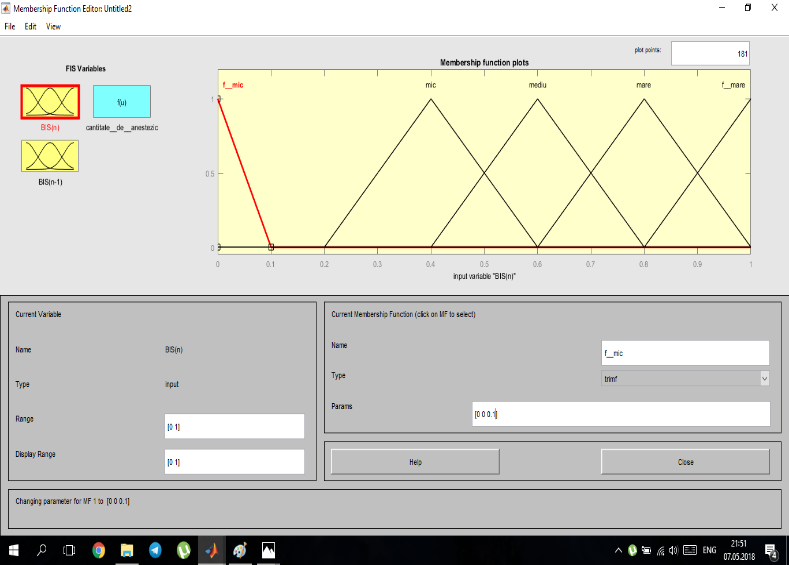 Membership Function Editor: Untitled2
File Edit View
FIS Variables
BIS(n)
f(u)
cantitate__de__anestezic
BIS(n-1)
plot points: 181
Membership function plots
f__mic mic mediu mare f__mare
1
0.5
0
0 0.1 0.2 0.3 0.4 0.5 0.6 0.7 0.8 0.9 1
input variable "BIS(n)"
Current Variable
Name BIS(n)
Type input
Range [0 1]
Display Range [0 1]
Current Membership Function (click on MF to select)
Name f__mic
Type trimf
Params [0 0 0.1]
Help Close
Changing parameter for MF 1 to [0 0 0.1]
ENG 21:51
07.05.2018
4